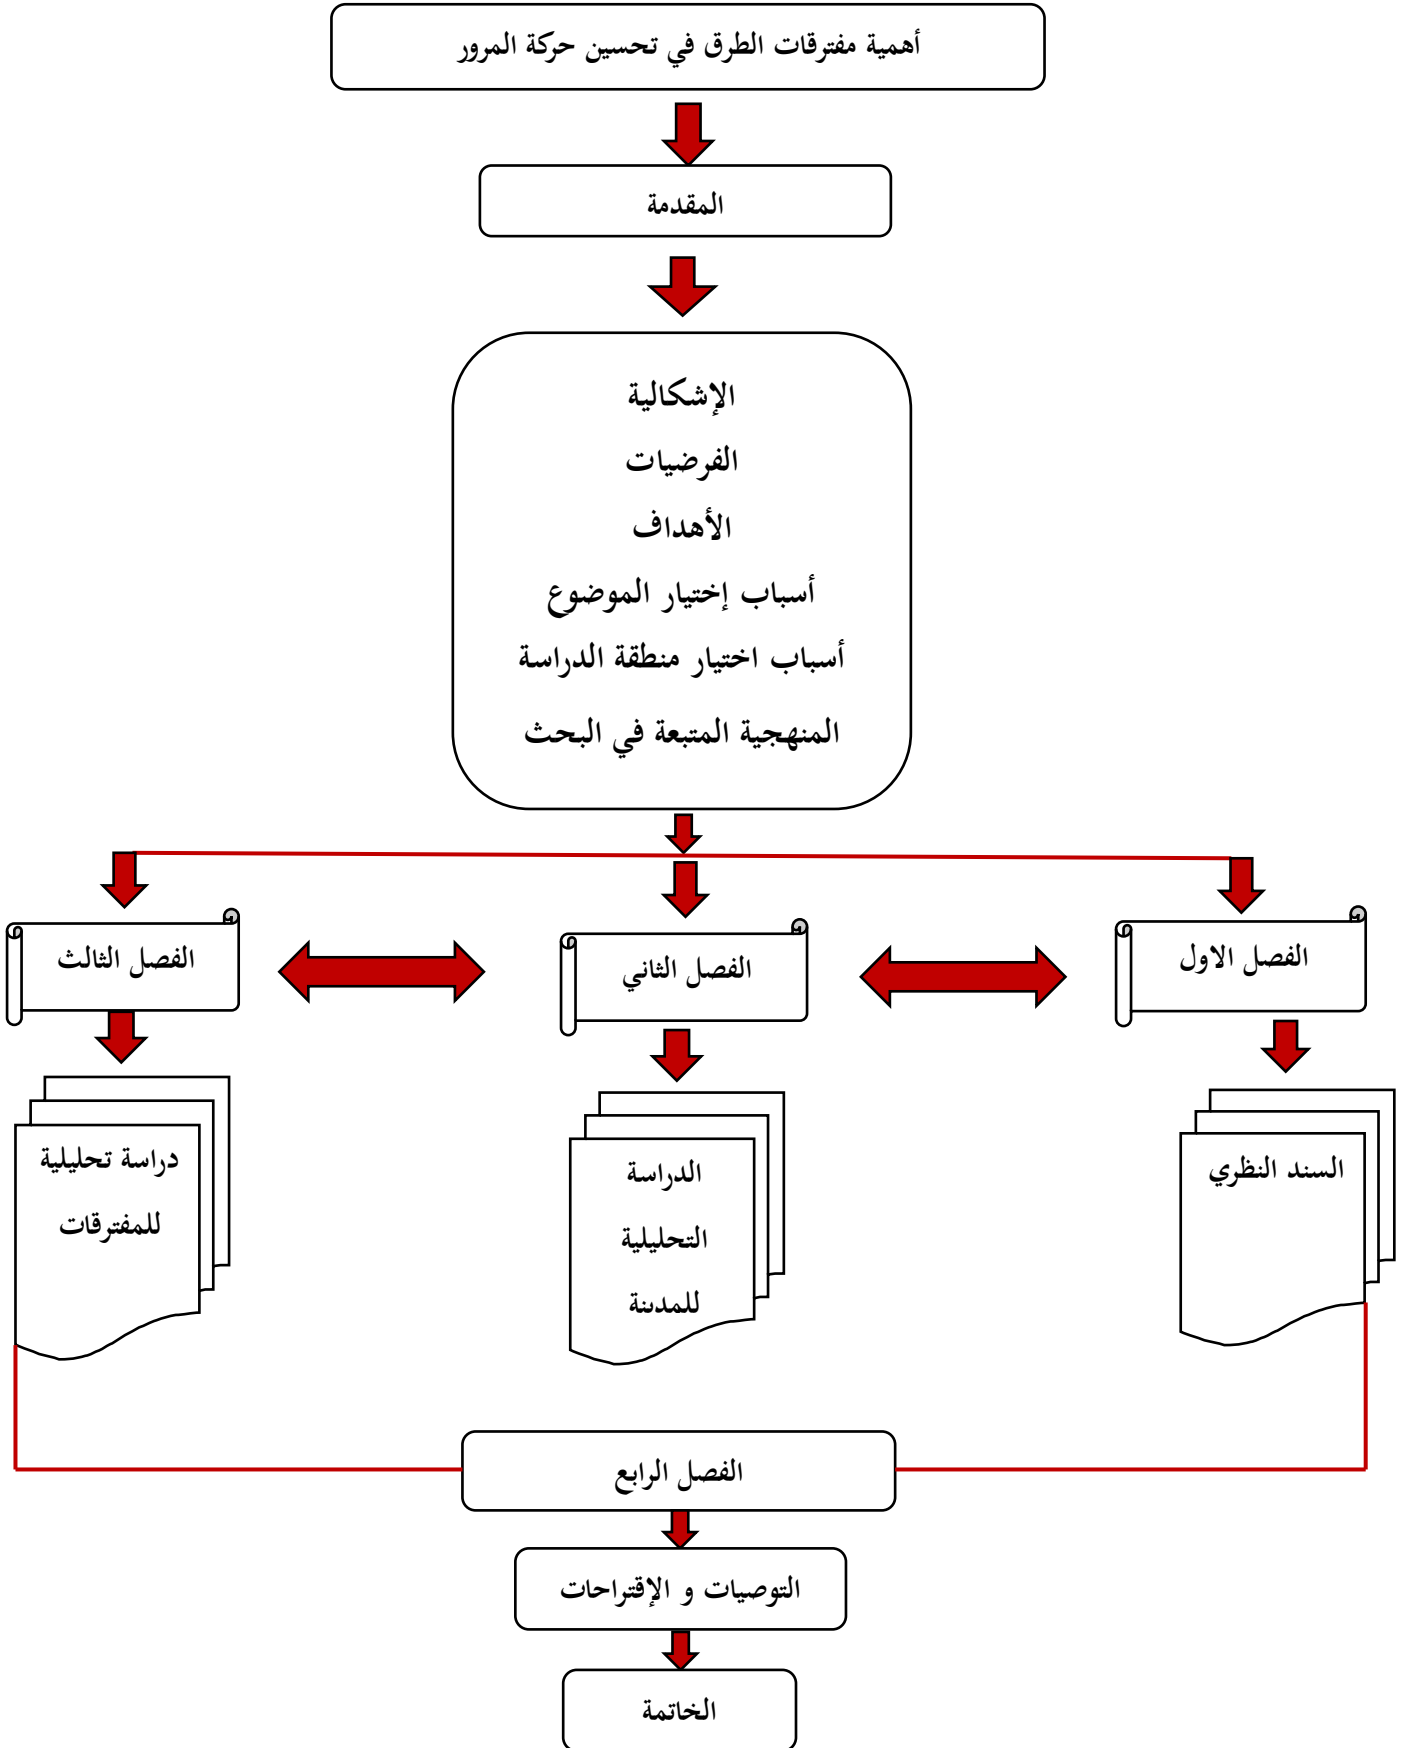 أهمية مفترقات الطرق في تحسين حركة المرور
المقدمة
الإشكالية
الفرضيات
الأهداف
أسباب إختيار الموضوع
أسباب اختيار منطقة الدراسة
المنهجية المتبعة في البحث
الفصل الاول
الفصل الثاني
الفصل الثالث
السند النظري
الدراسة
التحليلية
للمدينة
دراسة تحليلية
للمفترقات
الفصل الرابع
التوصيات و الإقتراحات
الخاتمة